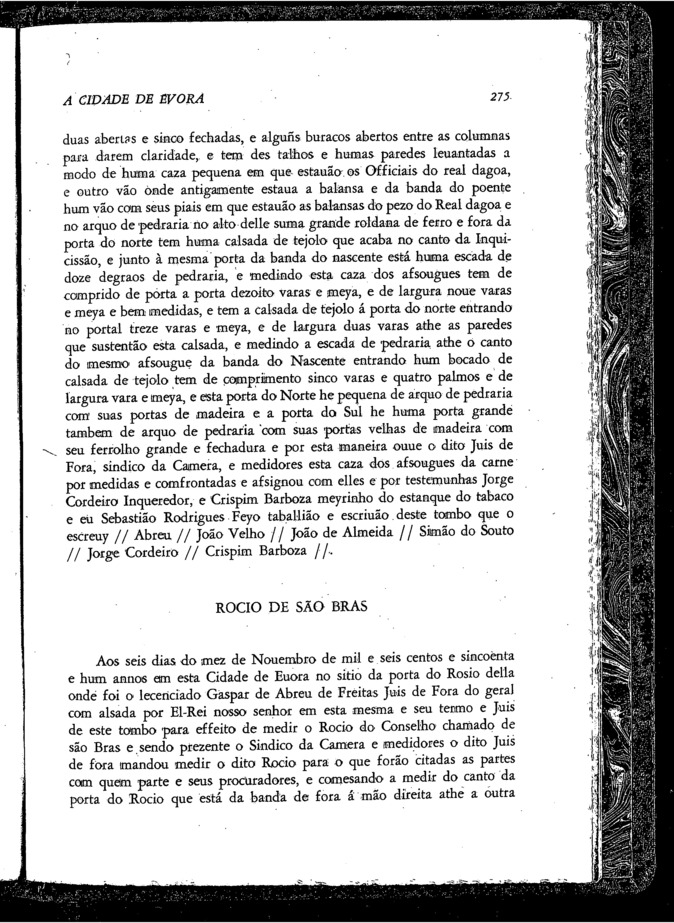 A CIDADE DE EVORA
275
duas abertas e sinco fechadas, e alguñs buracos abertos entre as columnas
para darem claridade, e tem des talhos e humas paredes leuantadas a
modo de huma caza pequena em que estauão os Officiais do real dagoa,
e outro vão onde antigamente estaua a balansa e da banda do poente
hum vão com seus piais em que estauão as balansas do pezo do Real dagoa e
no arquo de pedraria no alto delle suma grande roldana de ferro e fora da
porta do norte tem huma calsada de tejolo que acaba no canto da Inqui-
cissão, e junto à mesma porta da banda do nascente está huma escada de
doze degraos de pedraria, e medindo esta caza dos afsougues tem de
comprido de porta a porta dezoito varas e meya, e de largura noue varas
e meya e bem medidas, e tem a calsada de tejolo á porta do norte entrando
no portal treze varas e meya, e de largura duas varas athe as paredes
que sustentão esta calsada, e medindo a escada de pedraria athe o canto
do mesmo afsougue da banda do Nascente entrando hum bocado de
calsada de tejolo tem de comprimento sinco varas e quatro palmos e de
largura vara e meya, e esta porta do Norte he pequena de arquo de pedraria
com suas portas de madeira e a porta do Sul he huma porta grande
tambem de arquo de pedraria com suas portas velhas de madeira com
seu ferrolho grande e fechadura e por esta maneira ouue o dito Juis de
Fora, sindico da Camera, e medidores esta caza dos afsougues da carne
por medidas e comfrontadas e afsignou com elles e por testemunhas Jorge
Cordeiro Inqueredor, e Crispim Barboza meyrinho do estanque do tabaco
e eu Sebastião Rodrigues Feyo taballião e escriuão deste tombo que o
escreuy // Abreu // João Velho // João de Almeida // Simão do Souto
// Jorge Cordeiro // Crispim Barboza //.
ROCIO DE SÃO BRAS
Aos seis dias do mez de Nouembro de mil e seis centos e sincoenta
e hum annos em esta Cidade de Euora no sitio da porta do Rosio della
onde foi o lecenciado Gaspar de Abreu de Freitas Juis de Fora do geral
com alsada por El-Rei nosso senhor em esta mesma e seu termo e Juis
de este tombo para effeito de medir o Rocio do Conselho chamado de
são Bras e sendo prezente o Sindico da Camera e medidores o dito Juis
de fora mandou medir o dito Rocio para o que forão citadas as partes
com quem parte e seus procuradores, e comesando a medir do canto da
porta do Rocio que está da banda de fora á mão direita athe a outra